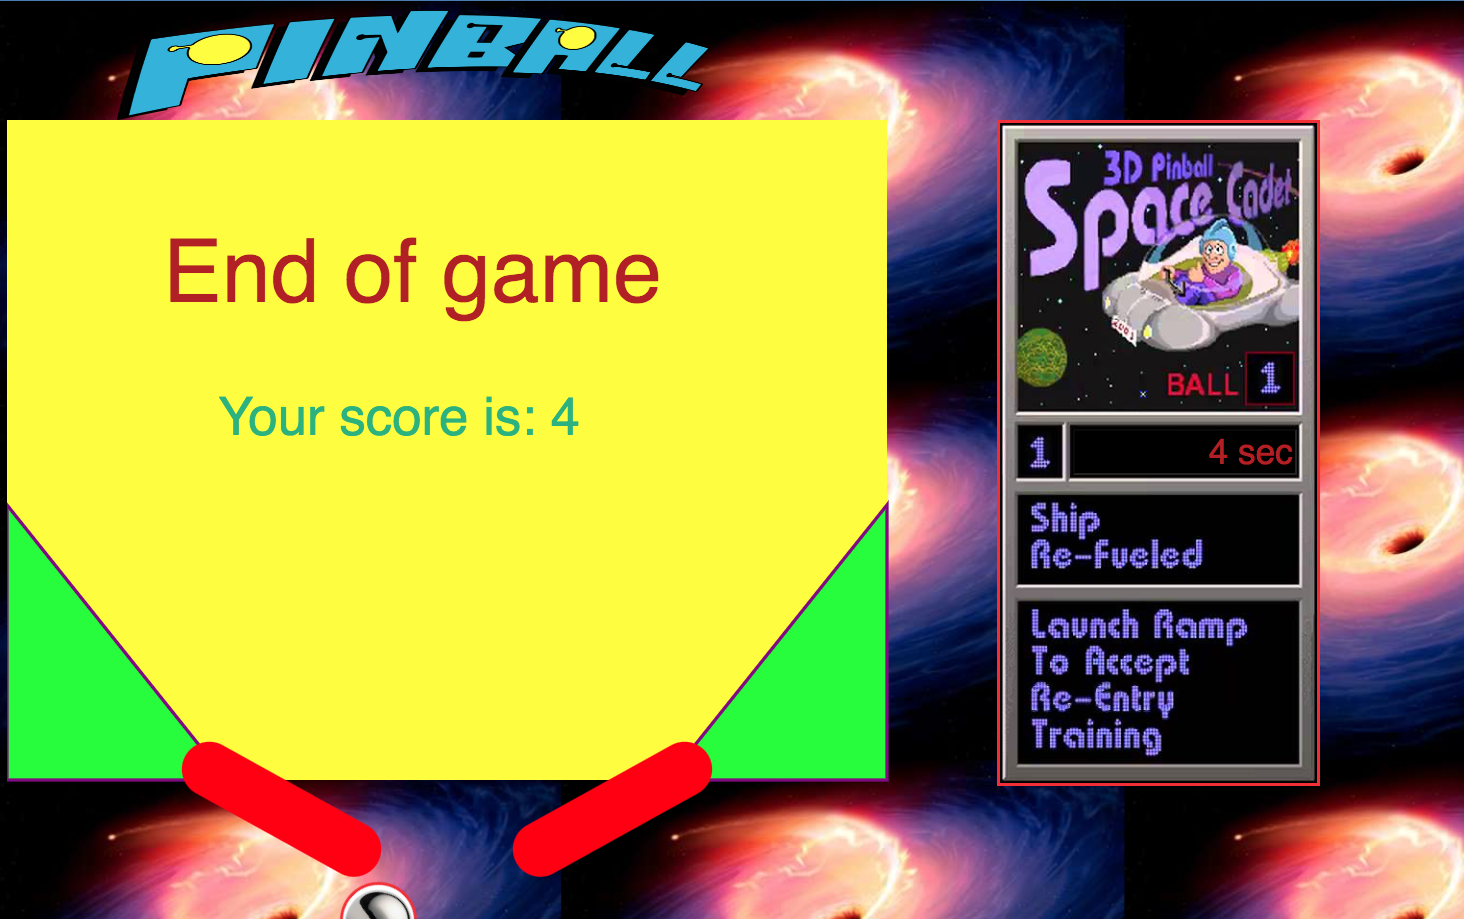 PINBALL
End of game
Your score is: 4
3D Pinball
Space Cadet
2001
BALL 1
1
4 sec
Ship
Re-Fueled
Launch Ramp
To Accept
Re-Entry
Training